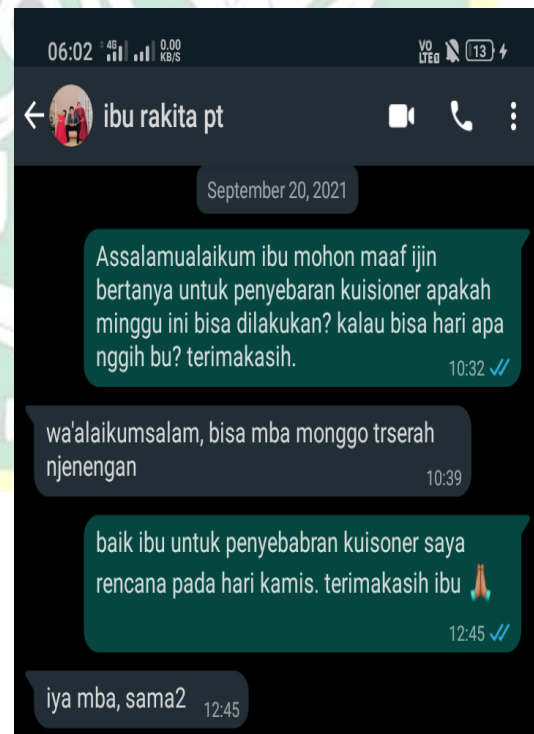 06:02 4G 0.00 KB/S VO LTE 13
ibu rakita pt
September 20, 2021
Assalamualaikum ibu mohon maaf ijin
bertanya untuk penyebaran kuisioner apakah
minggu ini bisa dilakukan? kalau bisa hari apa
nggih bu? terimakasih.
10:32
wa'alaikumsalam, bisa mba monggo trserah
njenengan
10:39
baik ibu untuk penyebabran kuisoner saya
rencana pada hari kamis. terimakasih ibu 🙏🏽
12:45
iya mba, sama2 12:45